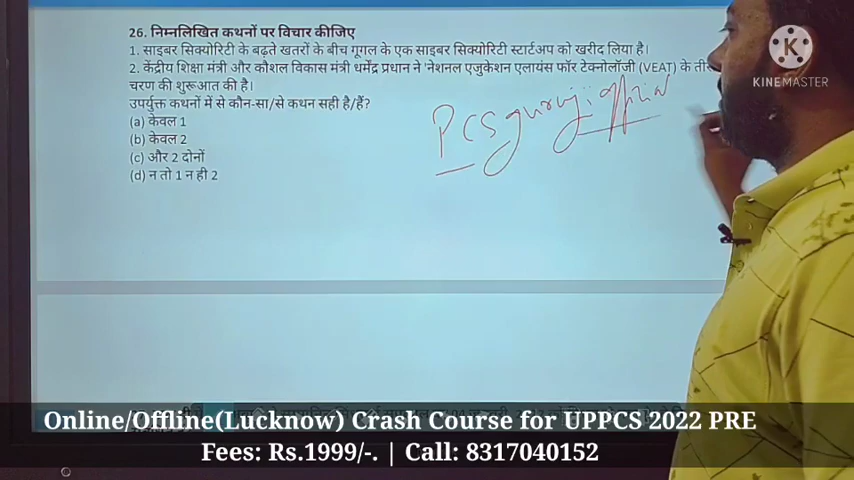 26. निम्नलिखित कथनों पर विचार कीजिए
1. साइबर सिक्योरिटी के बढ़ते खतरों के बीच गूगल के एक साइबर सिक्योरिटी स्टार्टअप को खरीद लिया है।
2. केंद्रीय शिक्षा मंत्री और कौशल विकास मंत्री धर्मेंद्र प्रधान ने 'नेशनल एजुकेशन एलायंस फॉर टेक्नोलॉजी (VEAT) के
चरण की शुरूआत की है।
उपर्युक्त कथनों में से कौन-सा/से कथन सही है/हैं?
(a) केवल 1
(b) केवल 2
(c) और 2 दोनों
(d) न तो 1 न ही 2
PCS guruji official
KINEMASTER
Online/Offline(Lucknow) Crash Course for UPPCS 2022 PRE
Fees: Rs.1999/-. | Call: 8317040152